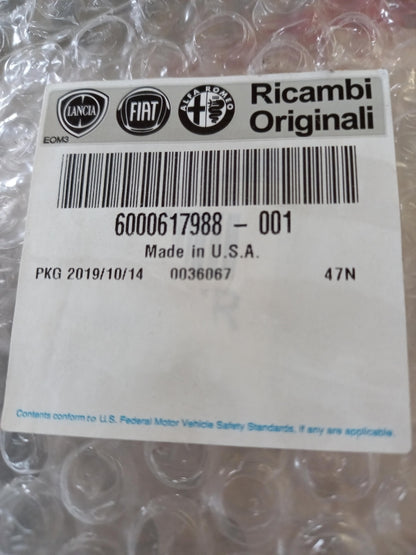 LANCIA FIAT ALFA ROMEO Ricambi
Originali
EOM3
6000617988 - 001
Made in U.S.A.
PKG 2019/10/14 0036067 47N
Contents conform to U.S. Federal Motor Vehicle Safety Standards, if any are applicable.